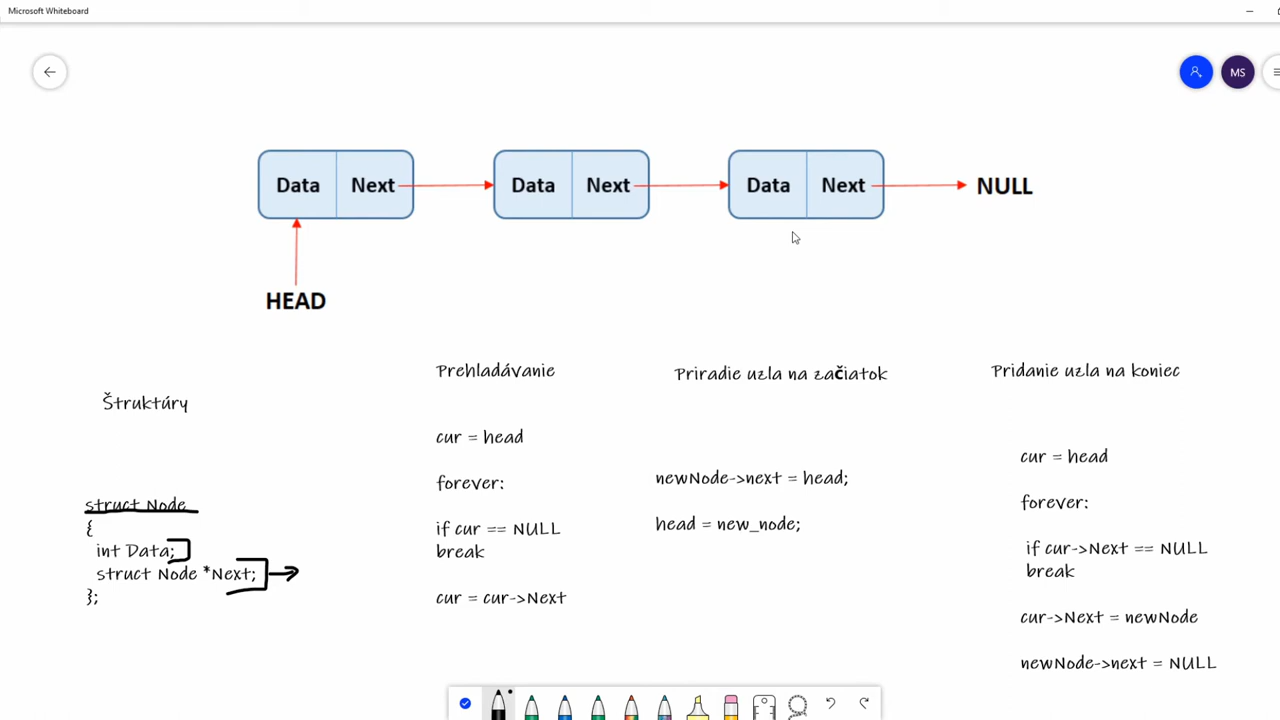 Microsoft Whiteboard
MS
Data Next
Data Next
Data Next
NULL
HEAD
Štruktúry
struct Node
{
int Data;
struct Node *Next;
};
Prehladávanie
cur = head
forever:
if cur == NULL
break
cur = cur->Next
Priradie uzla na začiatok
newNode->next = head;
head = new_node;
Pridanie uzla na koniec
cur = head
forever:
if cur->Next == NULL
break
cur->Next = newNode
newNode->next = NULL